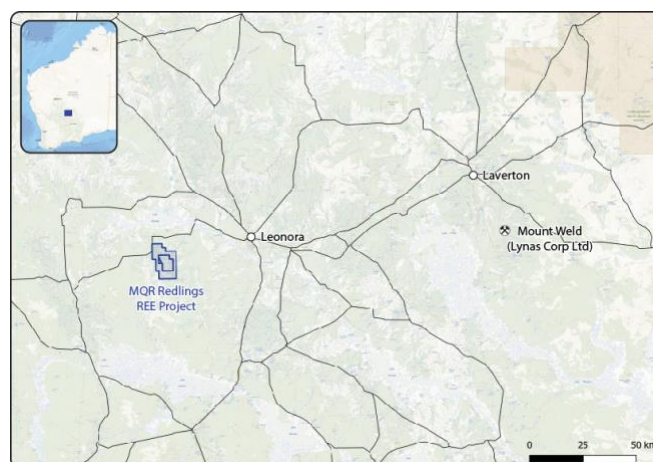 Laverton
Mount Weld
(Lynas Corp Ltd)
Leonora
MQR Redlings
REE Project
0 25 50 km